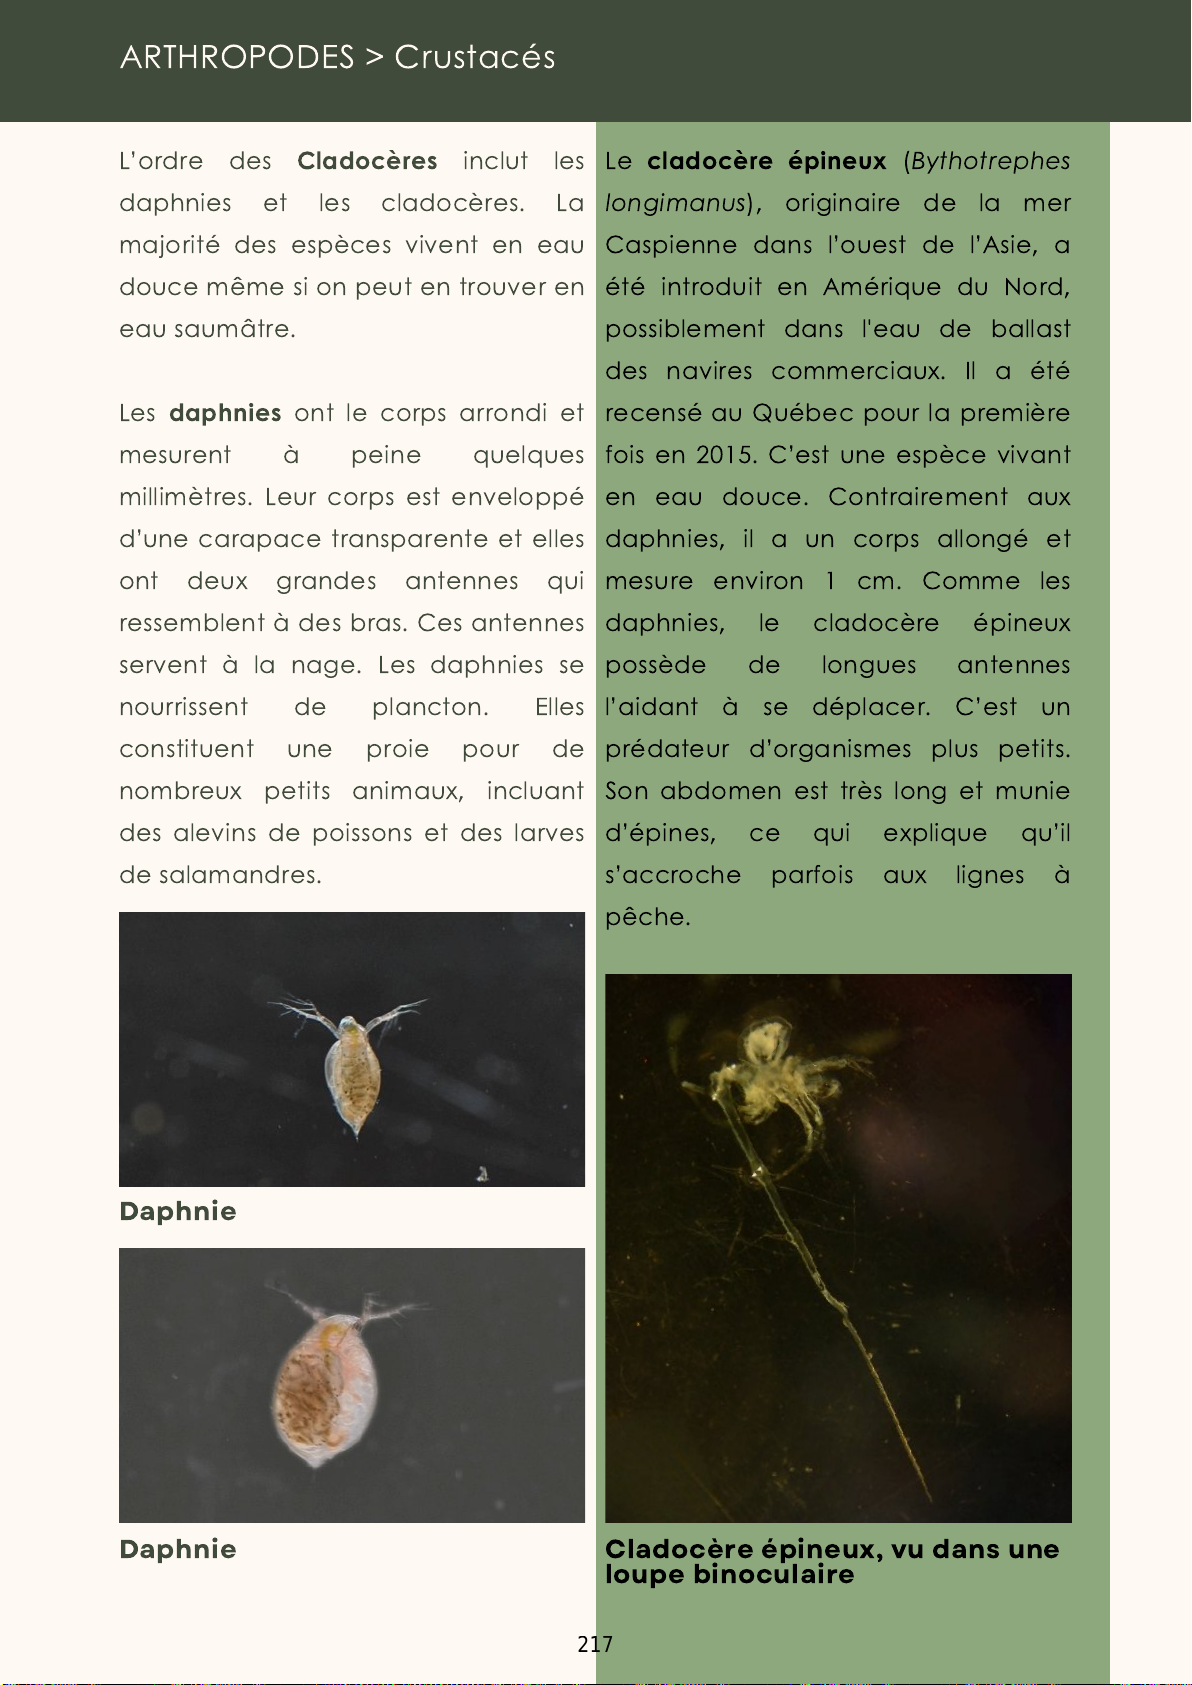 ARTHROPODES > Crustacés
L'ordre des Cladocères inclut les
daphnies et les cladocères. La
majorité des espèces vivent en eau
douce même si on peut en trouver en
eau saumâtre.
Les daphnies ont le corps arrondi et
mesurent à peine quelques
millimètres. Leur corps est enveloppé
d'une carapace transparente et elles
ont deux grandes antennes qui
ressemblent à des bras. Ces antennes
servent à la nage. Les daphnies se
nourrissent de plancton. Elles
constituent une proie pour de
nombreux petits animaux, incluant
des alevins de poissons et des larves
de salamandres.
Daphnie
Daphnie
Le cladocère épineux (Bythotrephes
longimanus), originaire de la mer
Caspienne dans l'ouest de l'Asie, a
été introduit en Amérique du Nord,
possiblement dans l'eau de ballast
des navires commerciaux. Il a été
recensé au Québec pour la première
fois en 2015. C'est une espèce vivant
en eau douce. Contrairement aux
daphnies, il a un corps allongé et
mesure environ 1 cm. Comme les
daphnies, le cladocère épineux
possède de longues antennes
l'aidant à se déplacer. C'est un
prédateur d'organismes plus petits.
Son abdomen est très long et munie
d'épines, ce qui explique qu'il
s'accroche parfois aux lignes à
pêche.
Cladocère épineux, vu dans une
loupe binoculaire
217